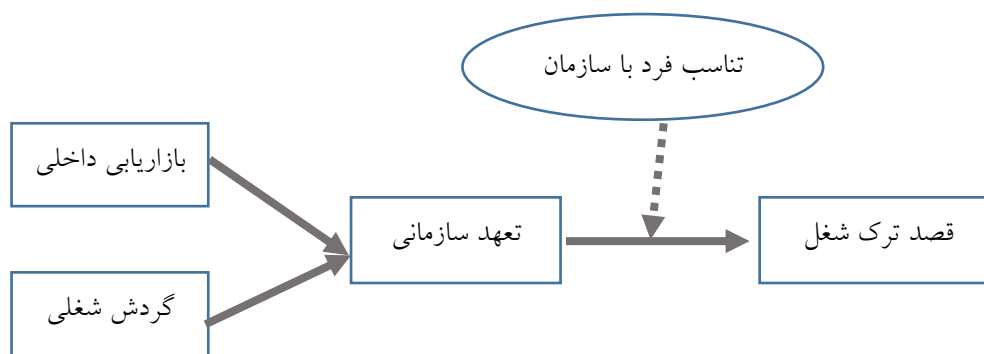 تناسب فرد با سازمان
بازاریابی داخلی
تعهد سازمانی
قصد ترک شغل
گردش شغلی